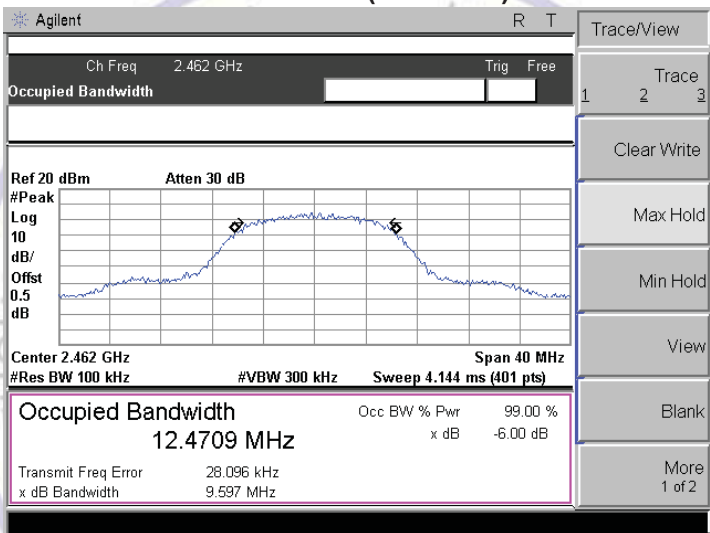 Agilent R T
Trace/View
Ch Freq 2.462 GHz Trig Free
Occupied Bandwidth
Trace
1 2 3
Clear Write
Ref 20 dBm Atten 30 dB
#Peak
Log
10
dB/
Offst
0.5
dB
Max Hold
Min Hold
Center 2.462 GHz Span 40 MHz
#Res BW 100 kHz #VBW 300 kHz Sweep 4.144 ms (401 pts)
View
Occupied Bandwidth
12.4709 MHz
Occ BW % Pwr 99.00 %
x dB -6.00 dB
Transmit Freq Error 28.096 kHz
x dB Bandwidth 9.597 MHz
Blank
More
1 of 2